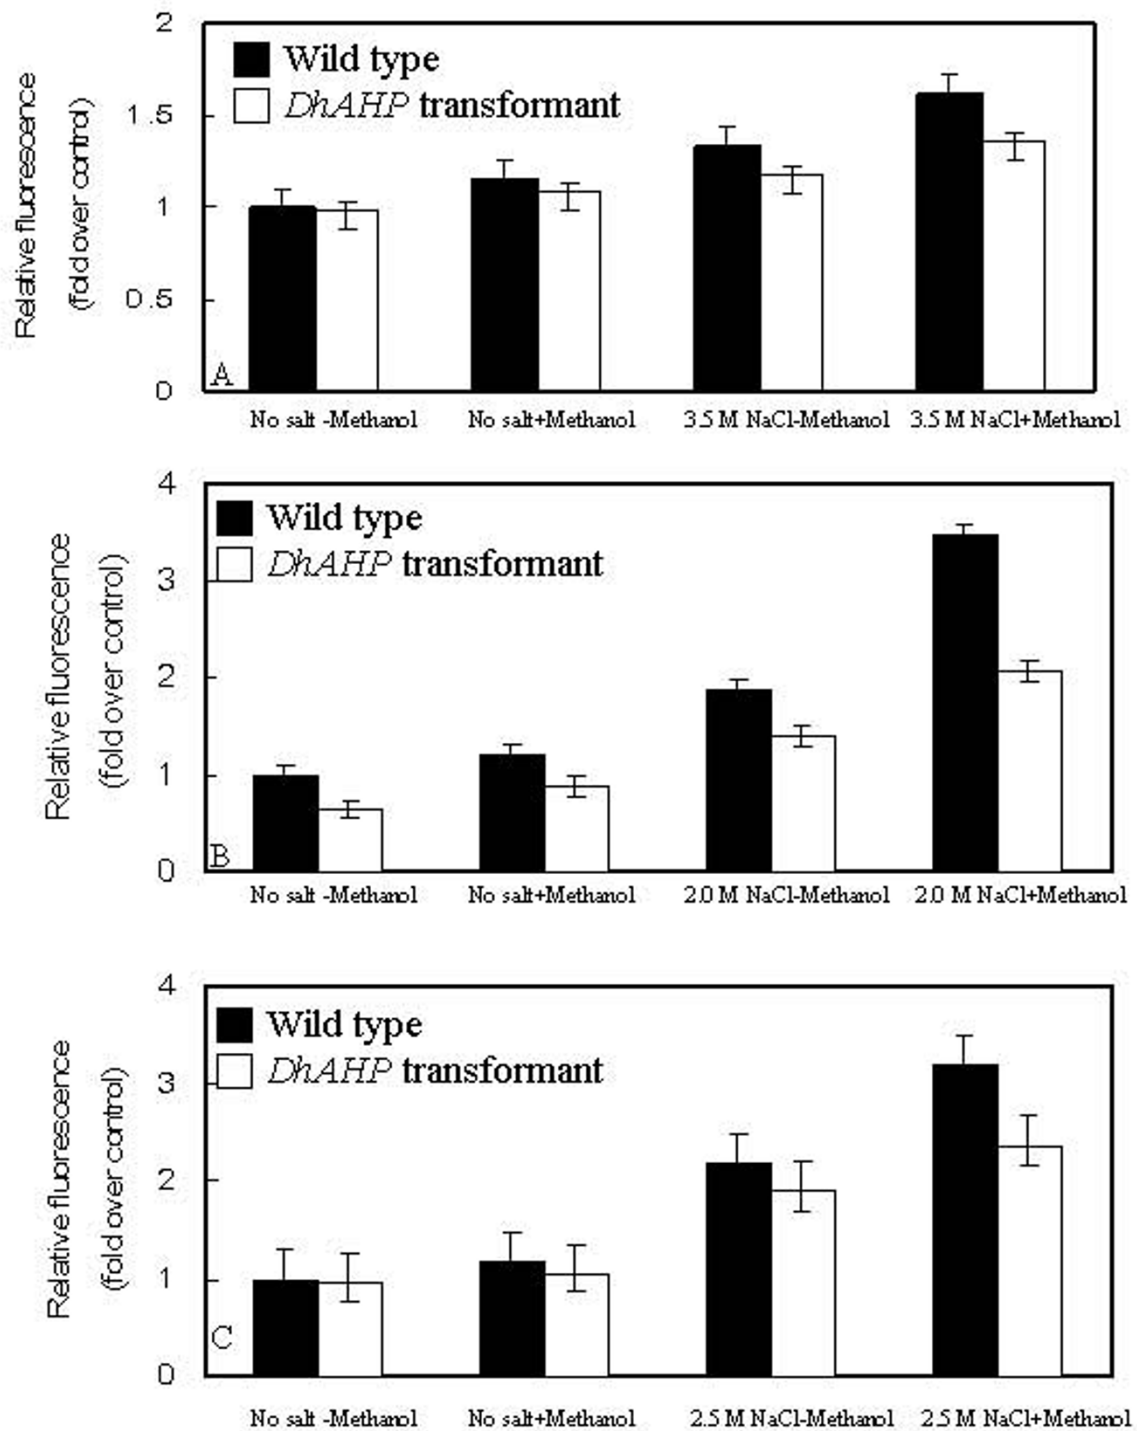 Relative fluorescence
(fold over control)
2
1.5
1
0.5
0
Wild type
DhAHP transformant
A
No salt -Methanol
No salt+Methanol
3.5 M NaCl-Methanol
3.5 M NaCl+Methanol
Relative fluorescence
(fold over control)
4
3
2
1
0
Wild type
DhAHP transformant
B
No salt -Methanol
No salt+Methanol
2.0 M NaCl-Methanol
2.0 M NaCl+Methanol
Relative fluorescence
(fold over control)
4
3
2
1
0
Wild type
DhAHP transformant
C
No salt -Methanol
No salt+Methanol
2.5 M NaCl-Methanol
2.5 M NaCl+Methanol